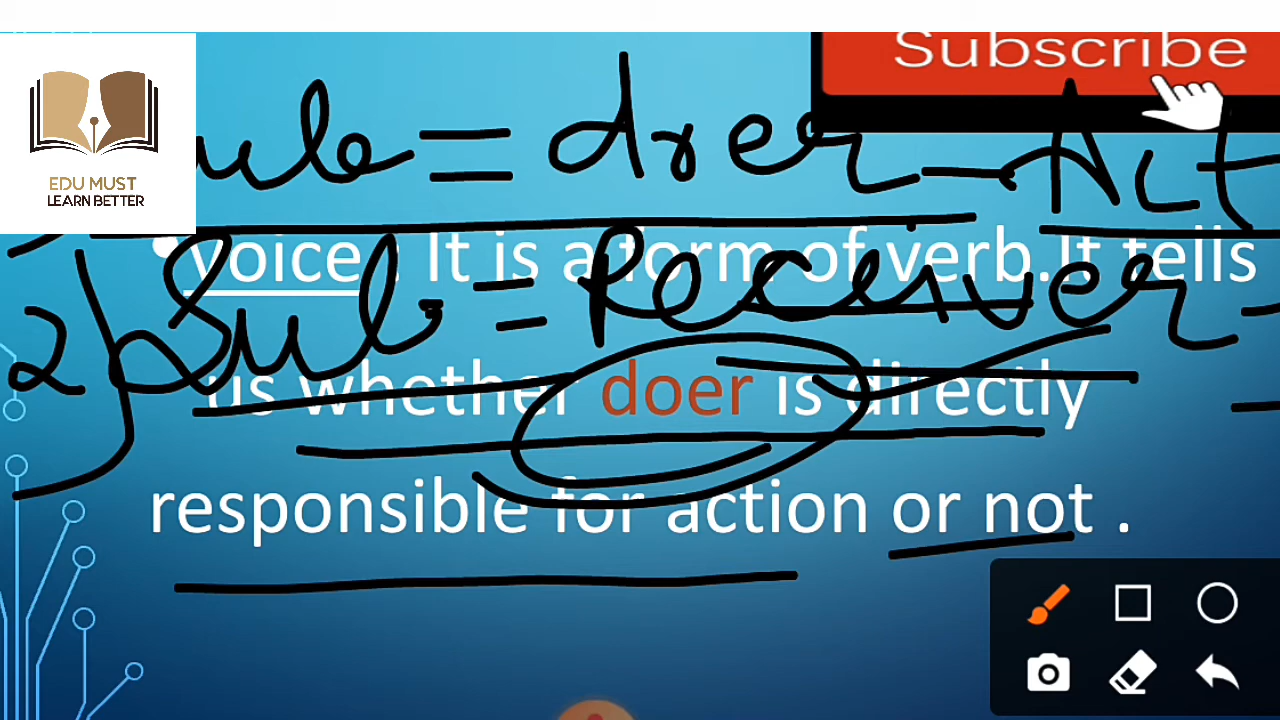 Subscribe
Sub = doer - Act
EDU MUST
LEARN BETTER
• Voice : It is a form of verb.It tells
2) Sub = Receiver -
us whether doer is directly
responsible for action or not .